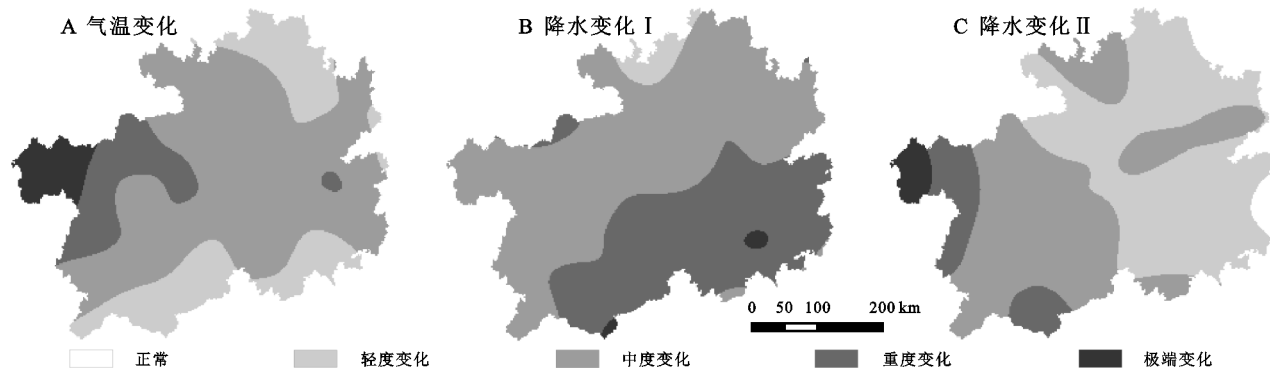 A 气温变化
B 降水变化 I
C 降水变化 II
0 50 100 200 km
正常
轻度变化
中度变化
重度变化
极端变化